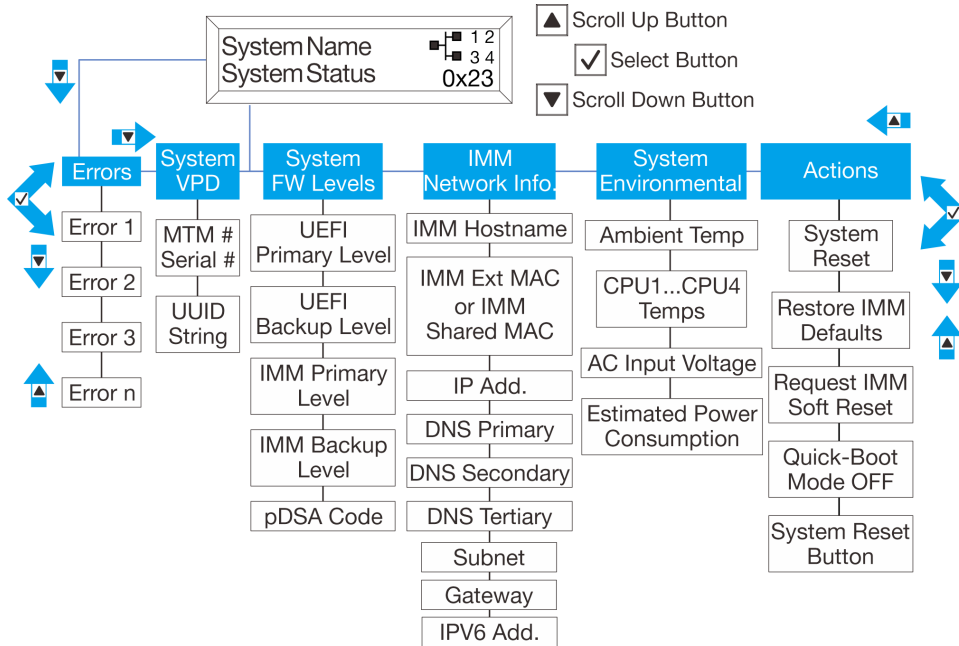 System Name
1 2
System Status
3 4
0x23
Scroll Up Button
Select Button
Scroll Down Button
Errors
Error 1
Error 2
Error 3
Error n
System
VPD
MTM #
Serial #
UUID
String
System
FW Levels
UEFI
Primary Level
UEFI
Backup Level
IMM Primary
Level
IMM Backup
Level
pDSA Code
IMM
Network Info.
IMM Hostname
IMM Ext MAC
or IMM
Shared MAC
IP Add.
DNS Primary
DNS Secondary
DNS Tertiary
Subnet
Gateway
IPV6 Add.
System
Environmental
Ambient Temp
CPU1...CPU4
Temps
AC Input Voltage
Estimated Power
Consumption
Actions
System
Reset
Restore IMM
Defaults
Request IMM
Soft Reset
Quick-Boot
Mode OFF
System Reset
Button